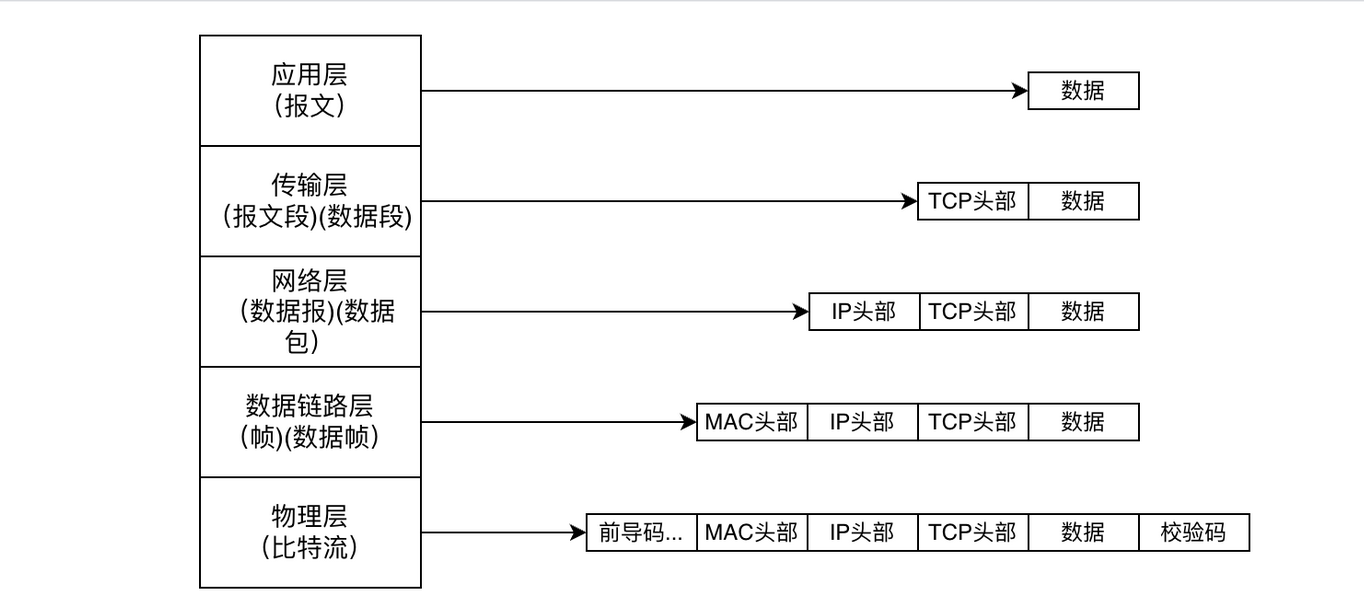 应用层
（报文）
数据
传输层
（报文段)(数据段)
TCP头部
数据
网络层
（数据报)(数据
包）
IP头部
TCP头部
数据
数据链路层
（帧)(数据帧）
MAC头部
IP头部
TCP头部
数据
物理层
（比特流）
前导码...
MAC头部
IP头部
TCP头部
数据
校验码